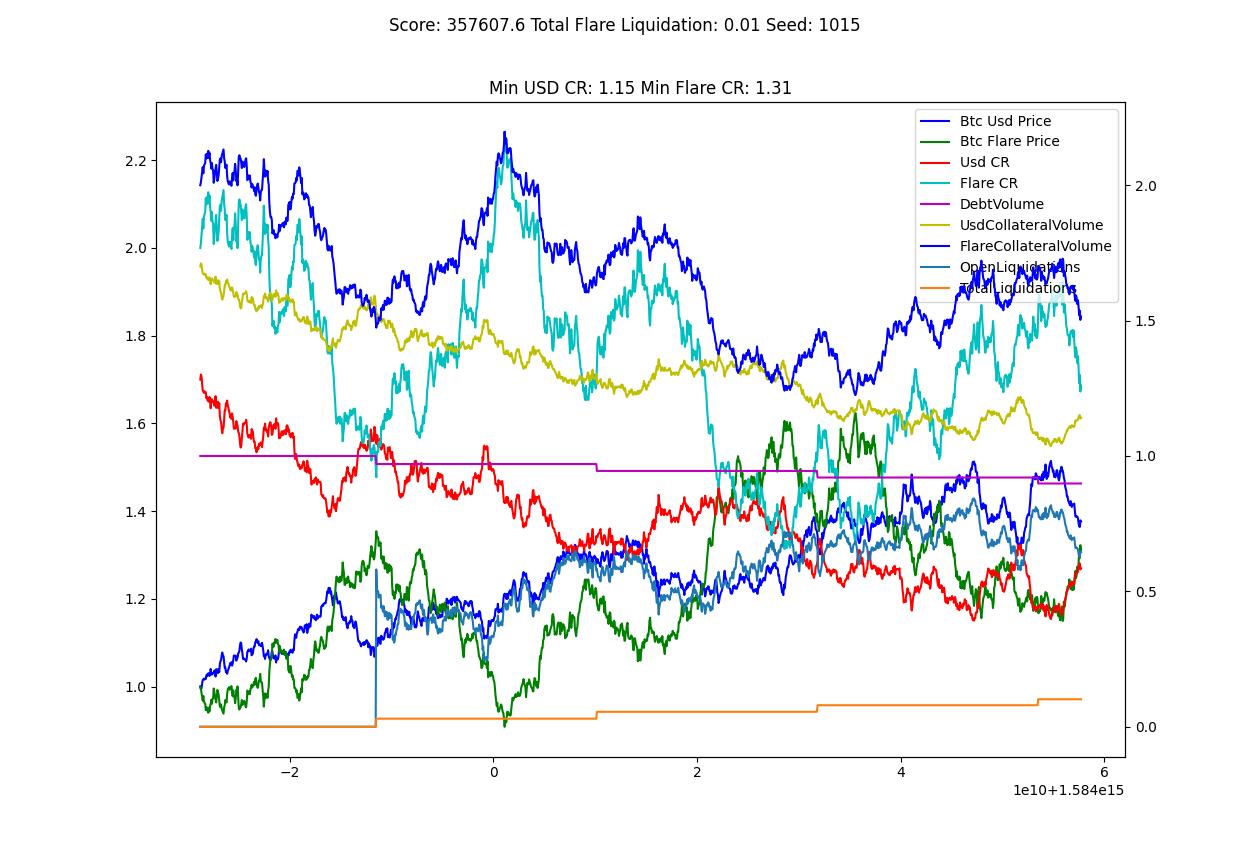 Score: 357607.6 Total Flare Liquidation: 0.01 Seed: 1015
Min USD CR: 1.15 Min Flare CR: 1.31
Btc Usd Price
Btc Flare Price
Usd CR
Flare CR
DebtVolume
UsdCollateralVolume
FlareCollateralVolume
OpenLiquidations
TotalLiquidations
2.2
2.0
1.8
1.6
1.4
1.2
1.0
2.0
1.5
1.0
0.5
0.0
−2
0
2
4
6
1e10+1.584e15